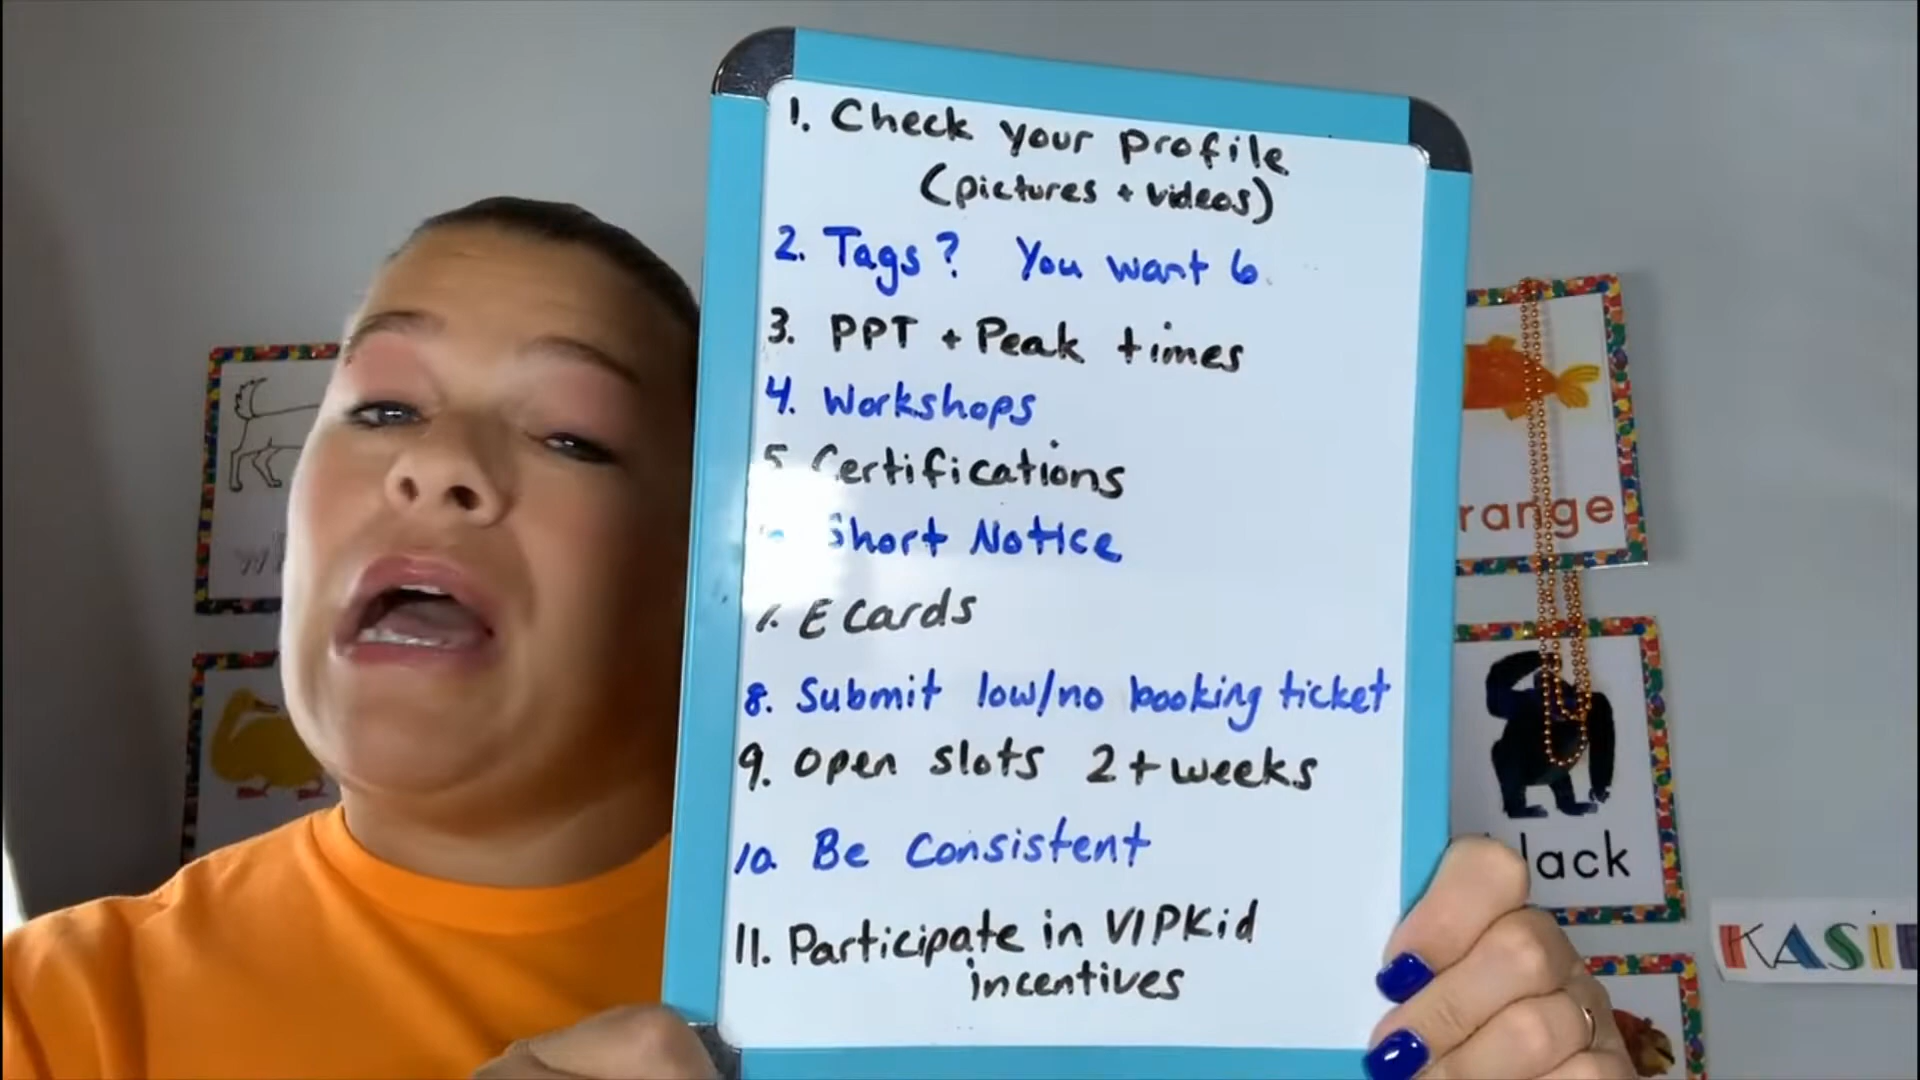 1. Check your profile
(pictures + videos)
2. Tags? You want 6
3. PPT + Peak times
4. Workshops
5. Certifications
Short Notice
7. E Cards
8. Submit low/no booking ticket
9. Open slots 2+ weeks
10. Be Consistent
11. Participate in VIPKid
incentives
range
lack
KASIE